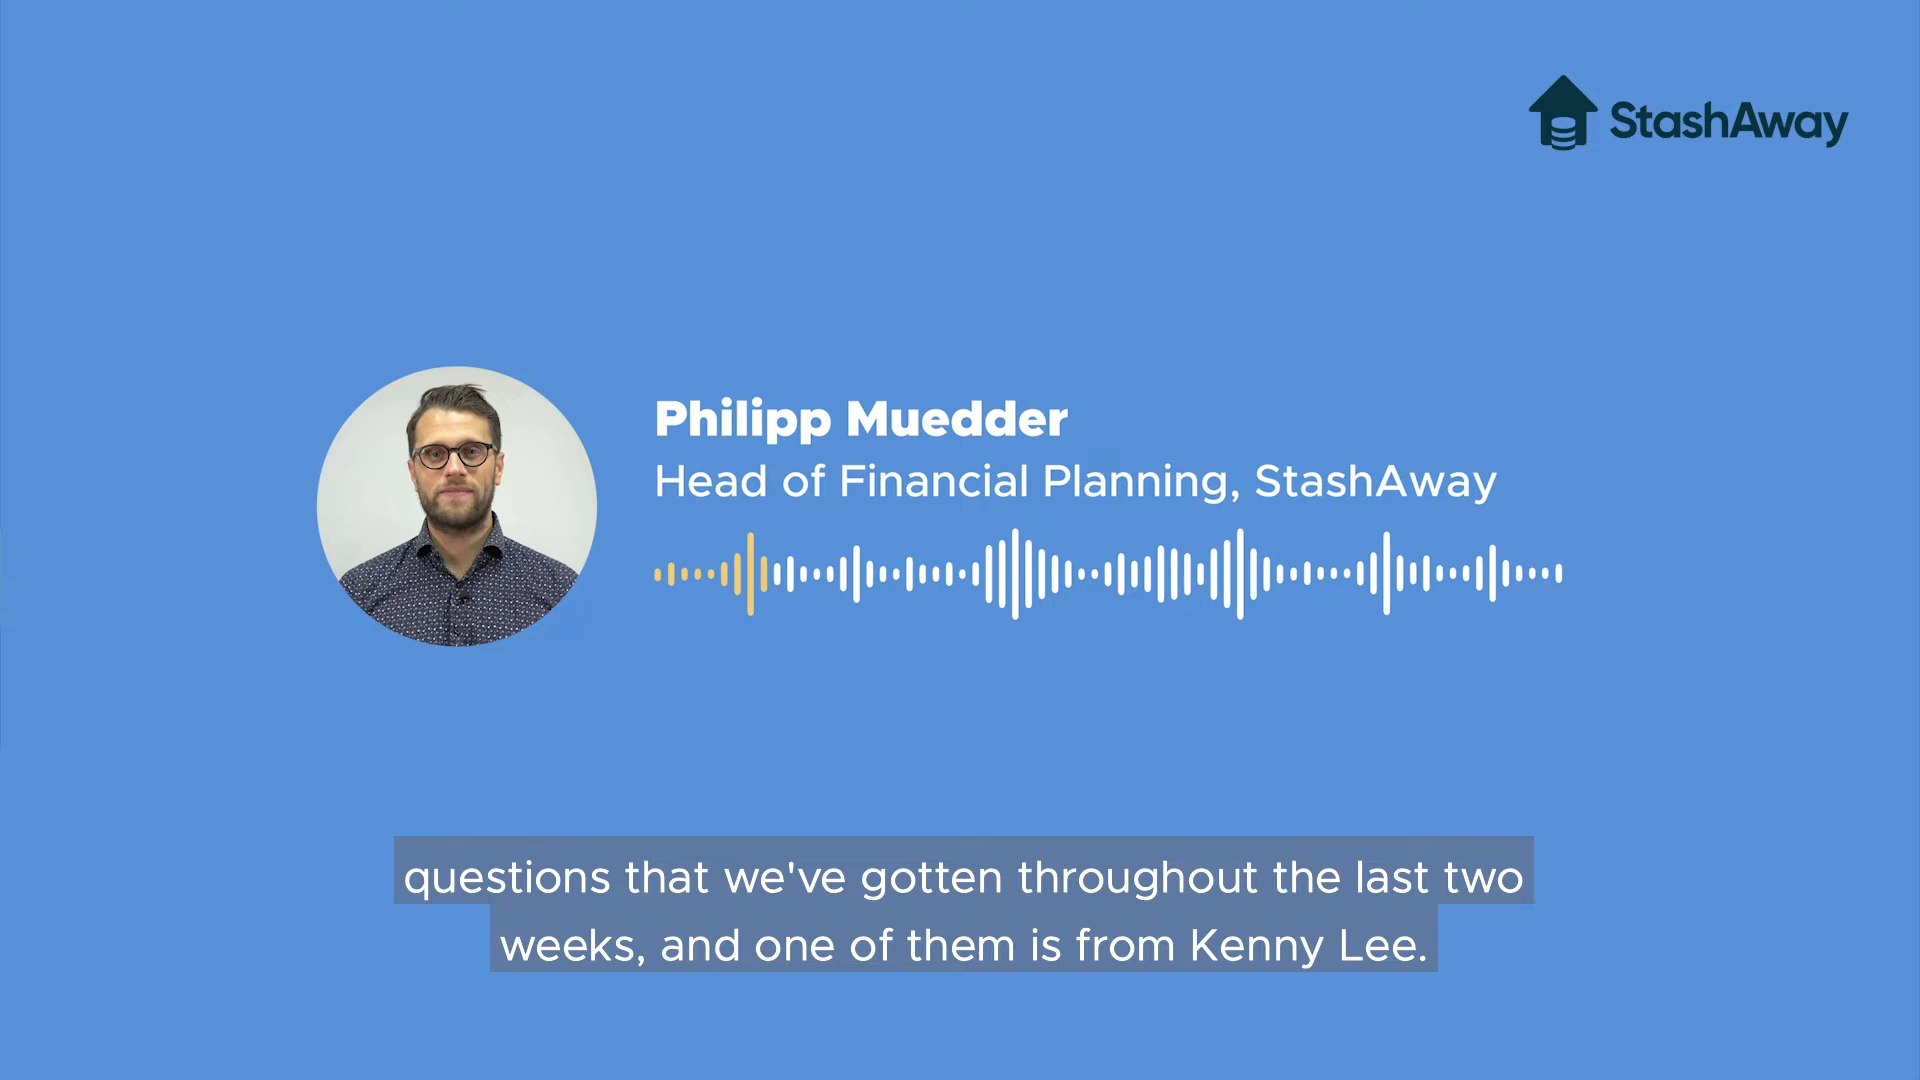 StashAway
Philipp Muedder
Head of Financial Planning, StashAway
questions that we've gotten throughout the last two
weeks, and one of them is from Kenny Lee.